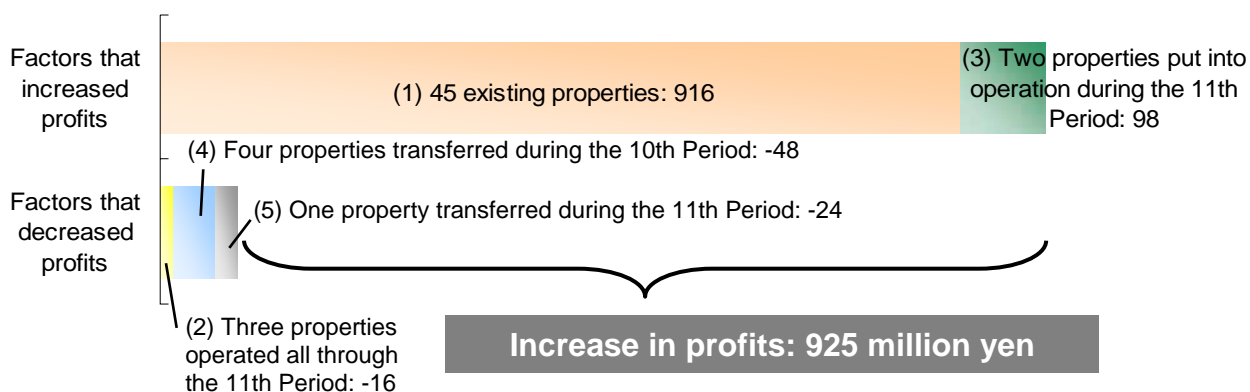 Factors that
increased
profits
(1) 45 existing properties: 916
(3) Two properties put into
operation during the 11th
Period: 98
(4) Four properties transferred during the 10th Period: -48
Factors that
decreased
profits
(5) One property transferred during the 11th Period: -24
(2) Three properties
operated all through
the 11th Period: -16
Increase in profits: 925 million yen